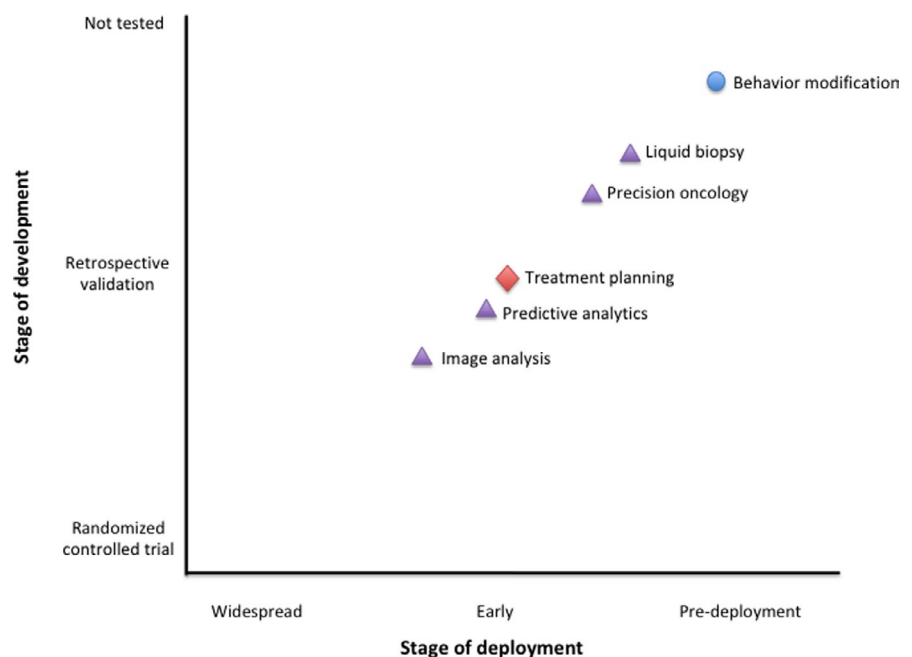 Not tested
Behavior modification
Liquid biopsy
Precision oncology
Stage of development
Retrospective
validation
Treatment planning
Predictive analytics
Image analysis
Randomized
controlled trial
Widespread
Early
Pre-deployment
Stage of deployment